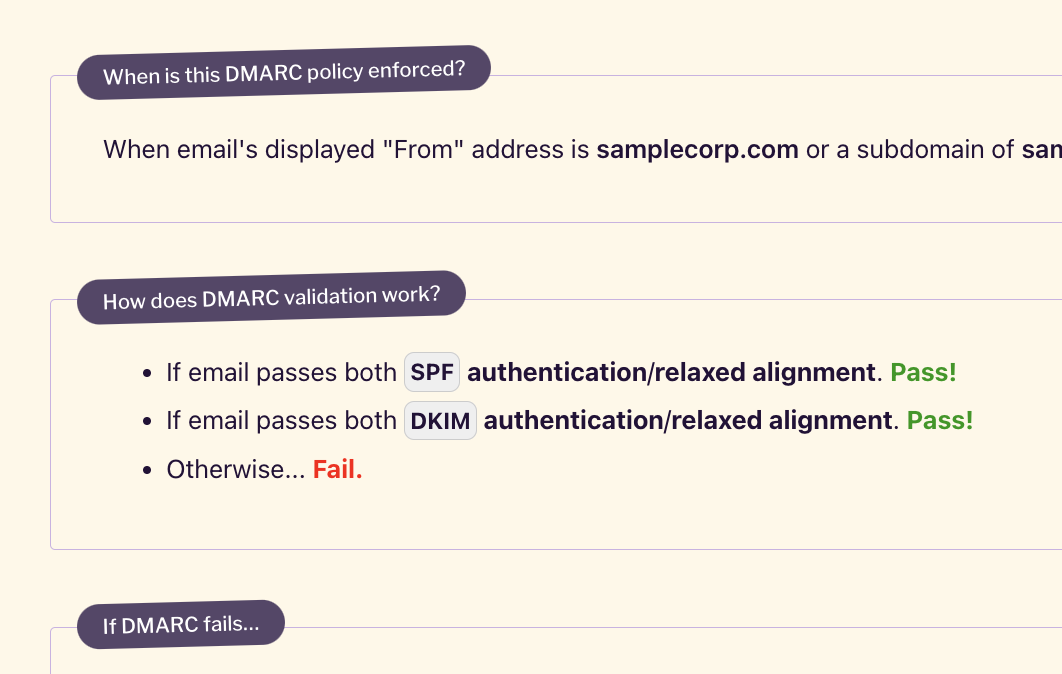 When is this DMARC policy enforced?
When email's displayed "From" address is samplecorp.com or a subdomain of
How does DMARC validation work?
• If email passes both SPF authentication/relaxed alignment. Pass!
• If email passes both DKIM authentication/relaxed alignment. Pass!
• Otherwise... Fail.
If DMARC fails...